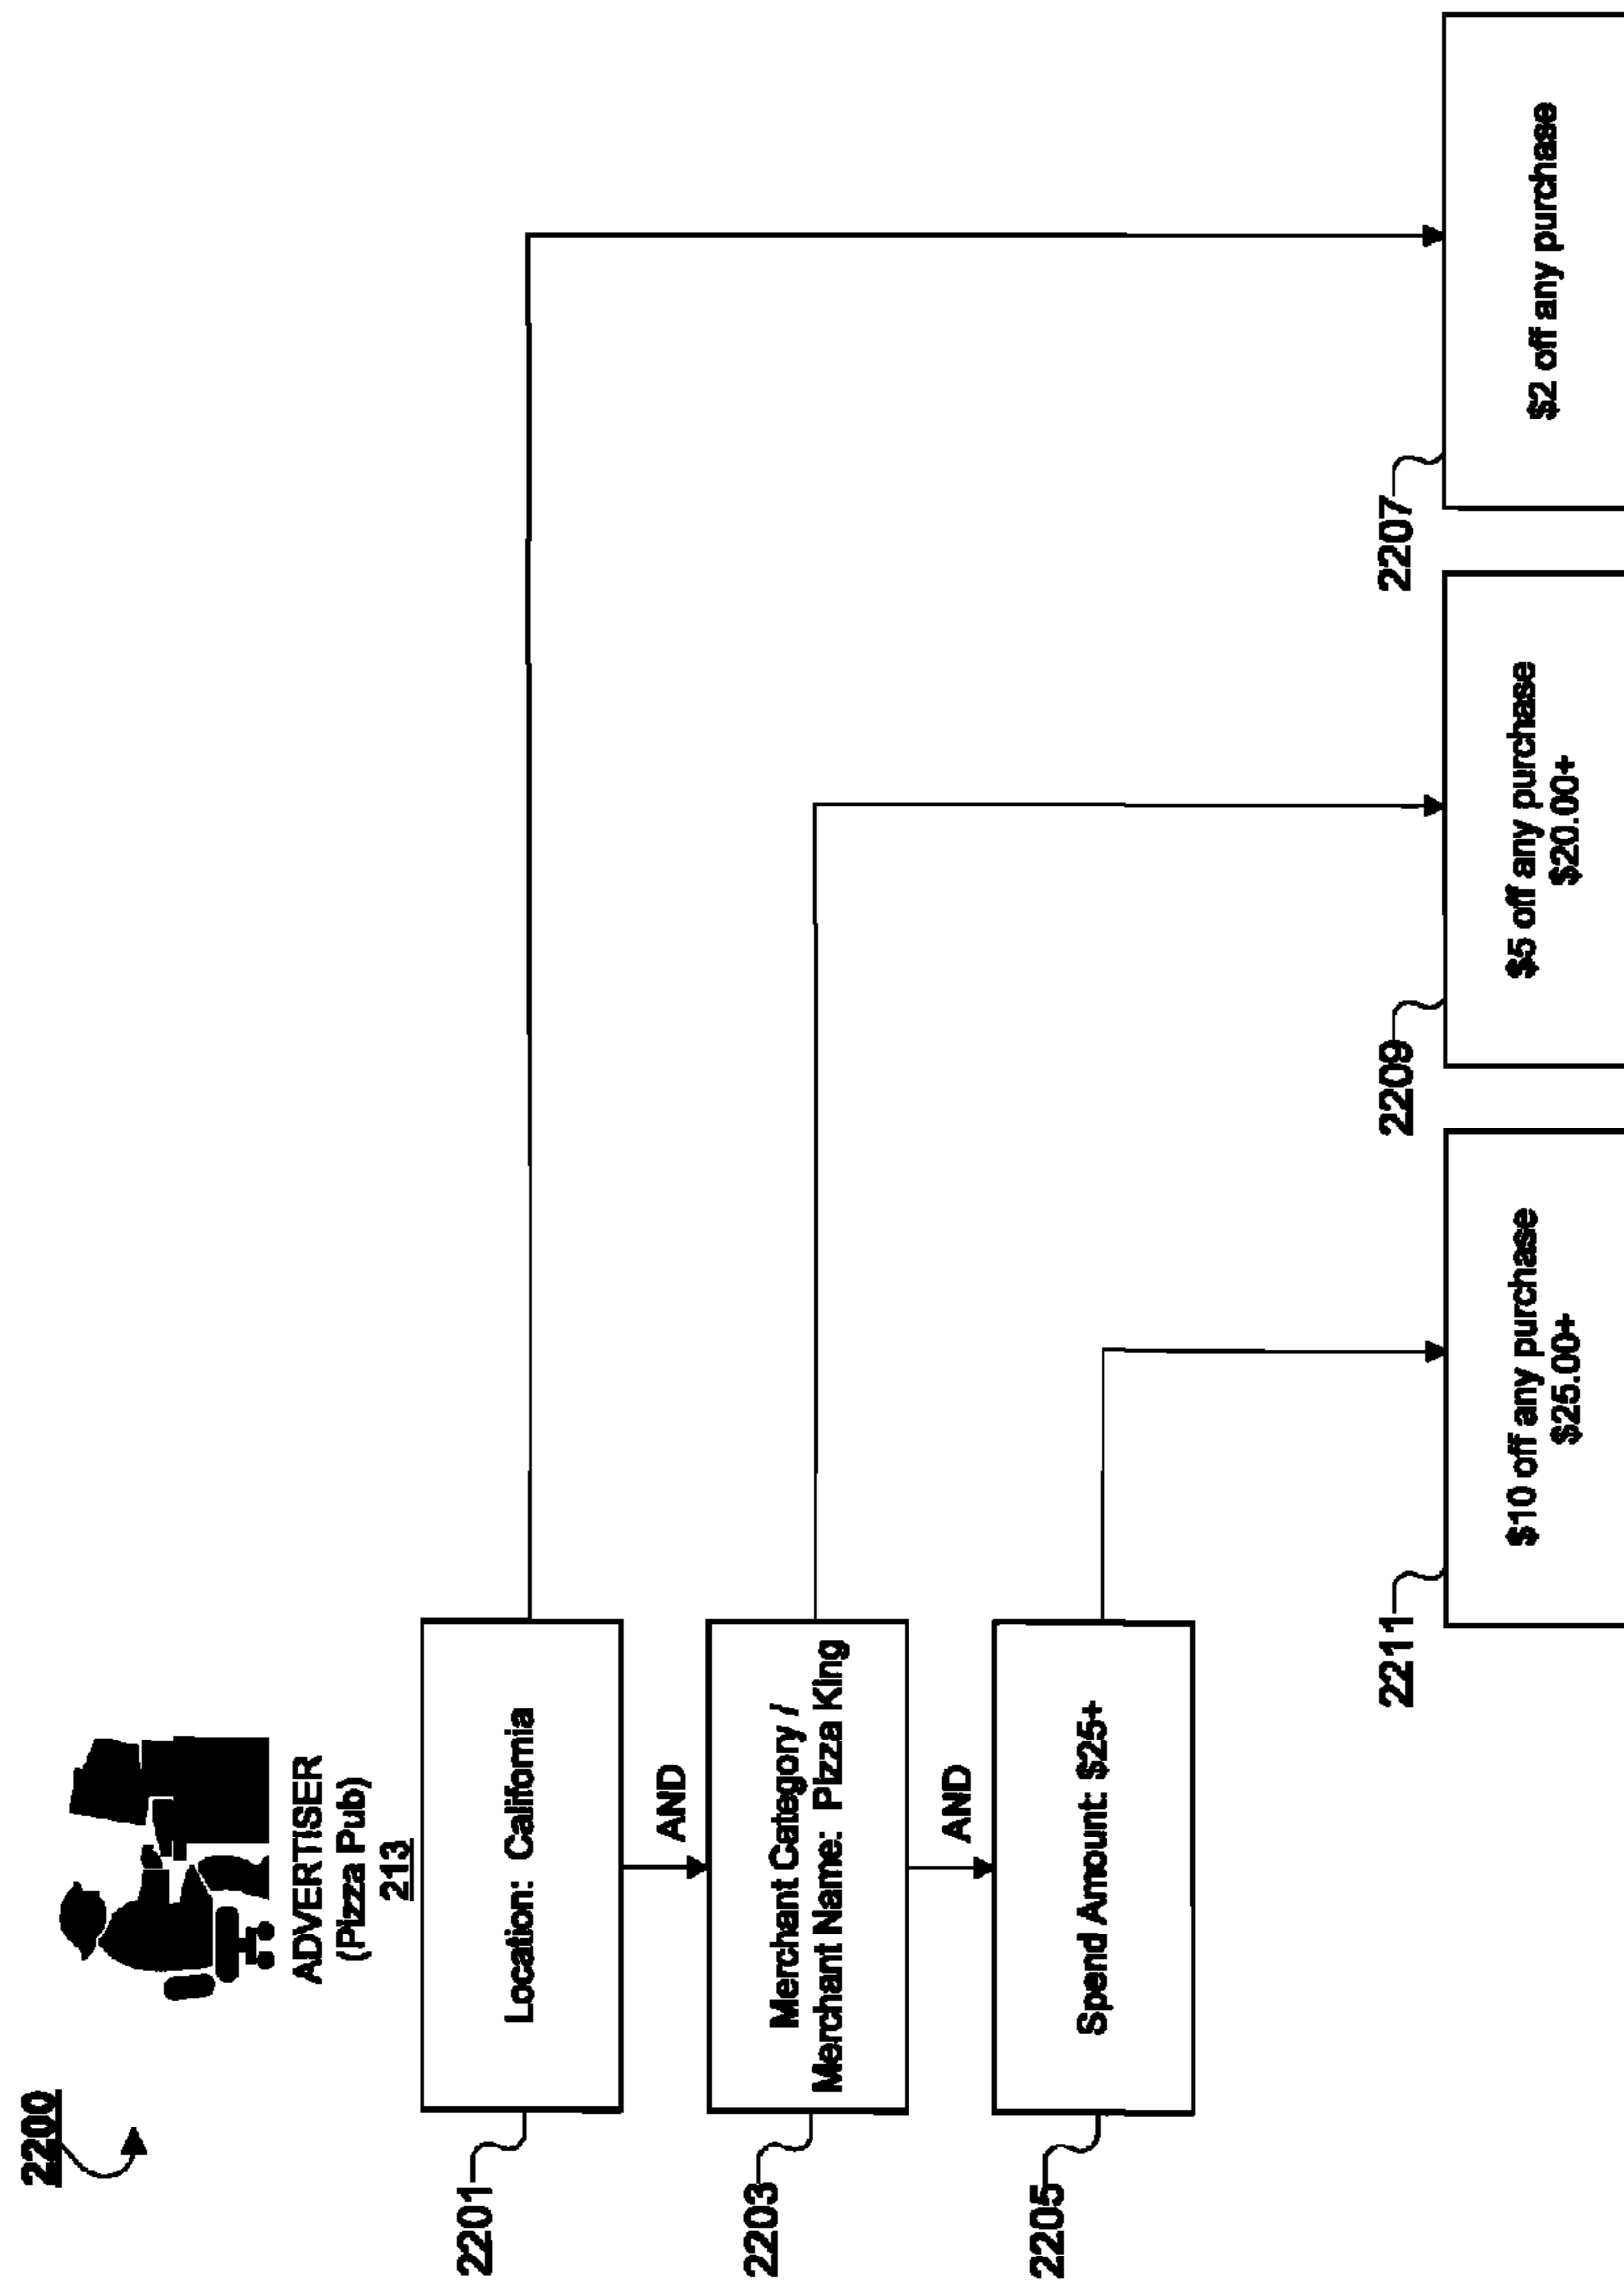 2200
ADVERTISER
(Pizza Pub)
213
2201
Location: California
AND
2203
Merchant Category /
Merchant Name: Pizza King
AND
2205
Spend Amount: $25+
2211
$10 off any purchase
$25.00+
2209
$5 off any purchase
$20.00+
2207
$2 off any purchase